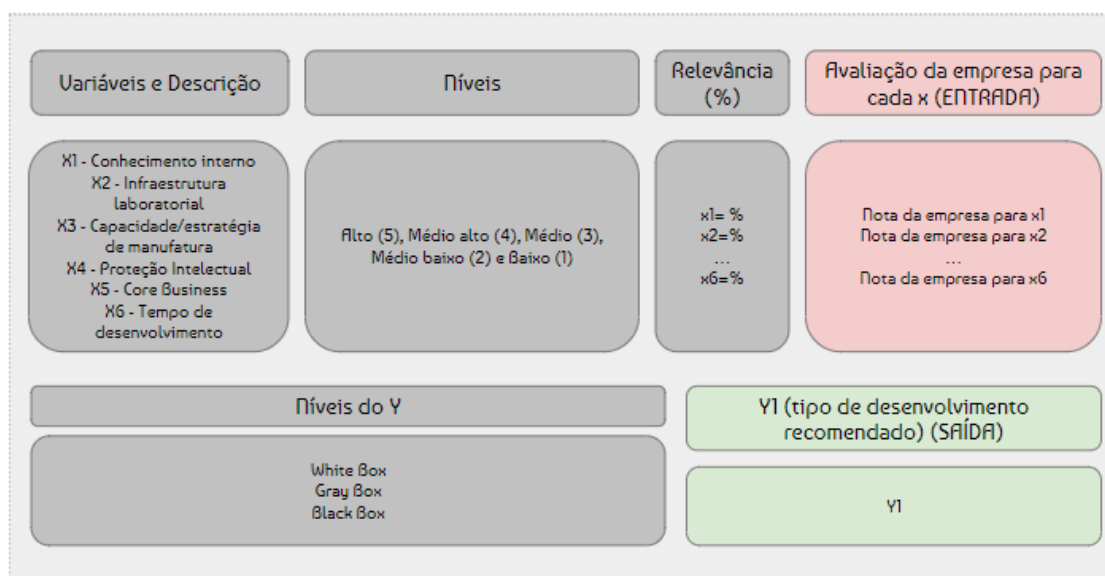 Variáveis e Descrição
Níveis
Relevância
(%)
Avaliação da empresa para
cada x (ENTRADA)
X1 - Conhecimento interno
X2 - Infraestrutura
laboratorial
X3 - Capacidade/estratégia
de manufatura
X4 - Proteção Intelectual
X5 - Core Business
X6 - Tempo de
desenvolvimento
Alto (5), Médio alto (4), Médio (3),
Médio baixo (2) e Baixo (1)
x1= %
x2=%
...
x6=%
Nota da empresa para x1
Nota da empresa para x2
...
Nota da empresa para x6
Níveis do Y
Y1 (tipo de desenvolvimento
recomendado) (SAÍDA)
White Box
Gray Box
Black Box
Y1